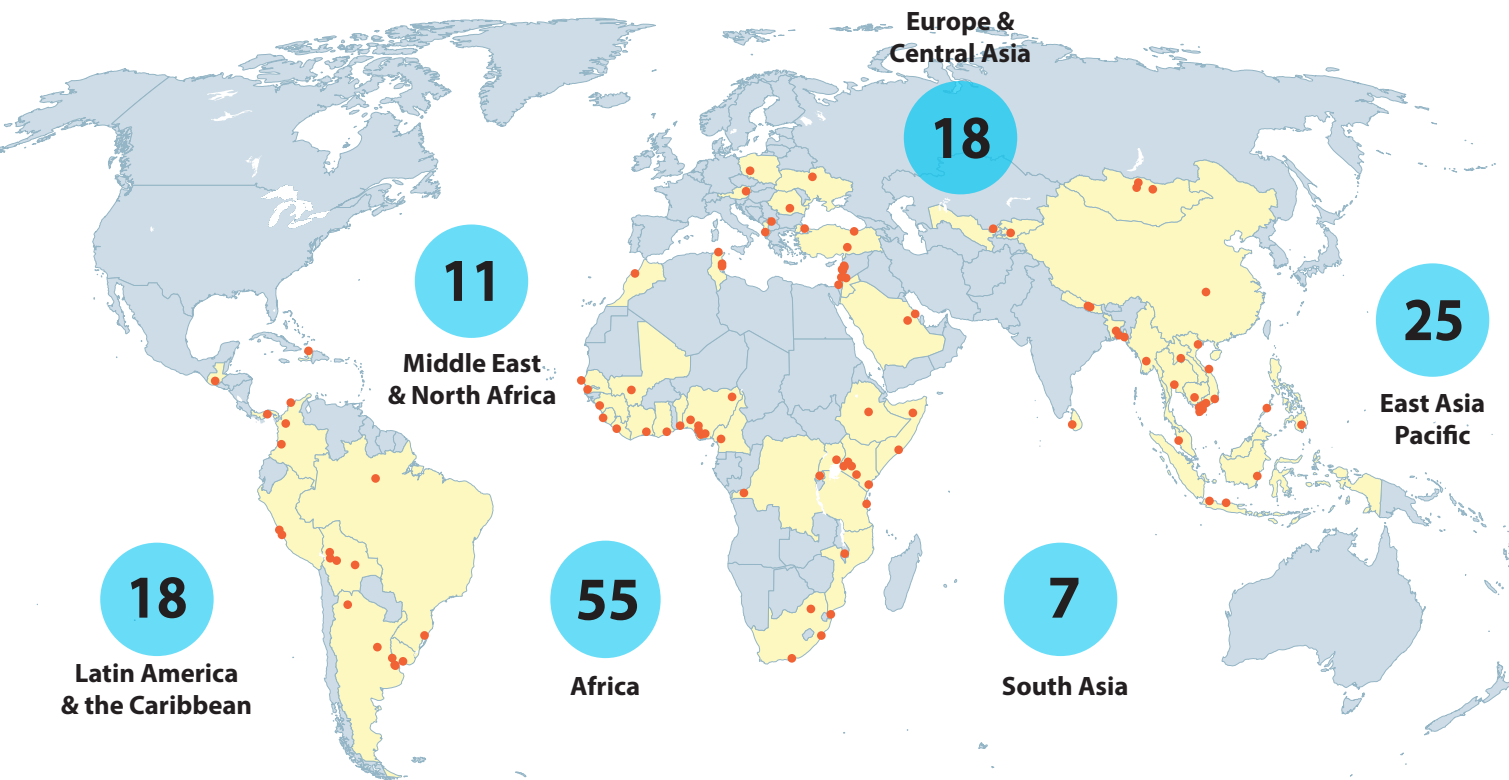 Europe &
Central Asia
18
11
Middle East
& North Africa
25
East Asia
Pacific
18
Latin America
& the Caribbean
55
Africa
7
South Asia